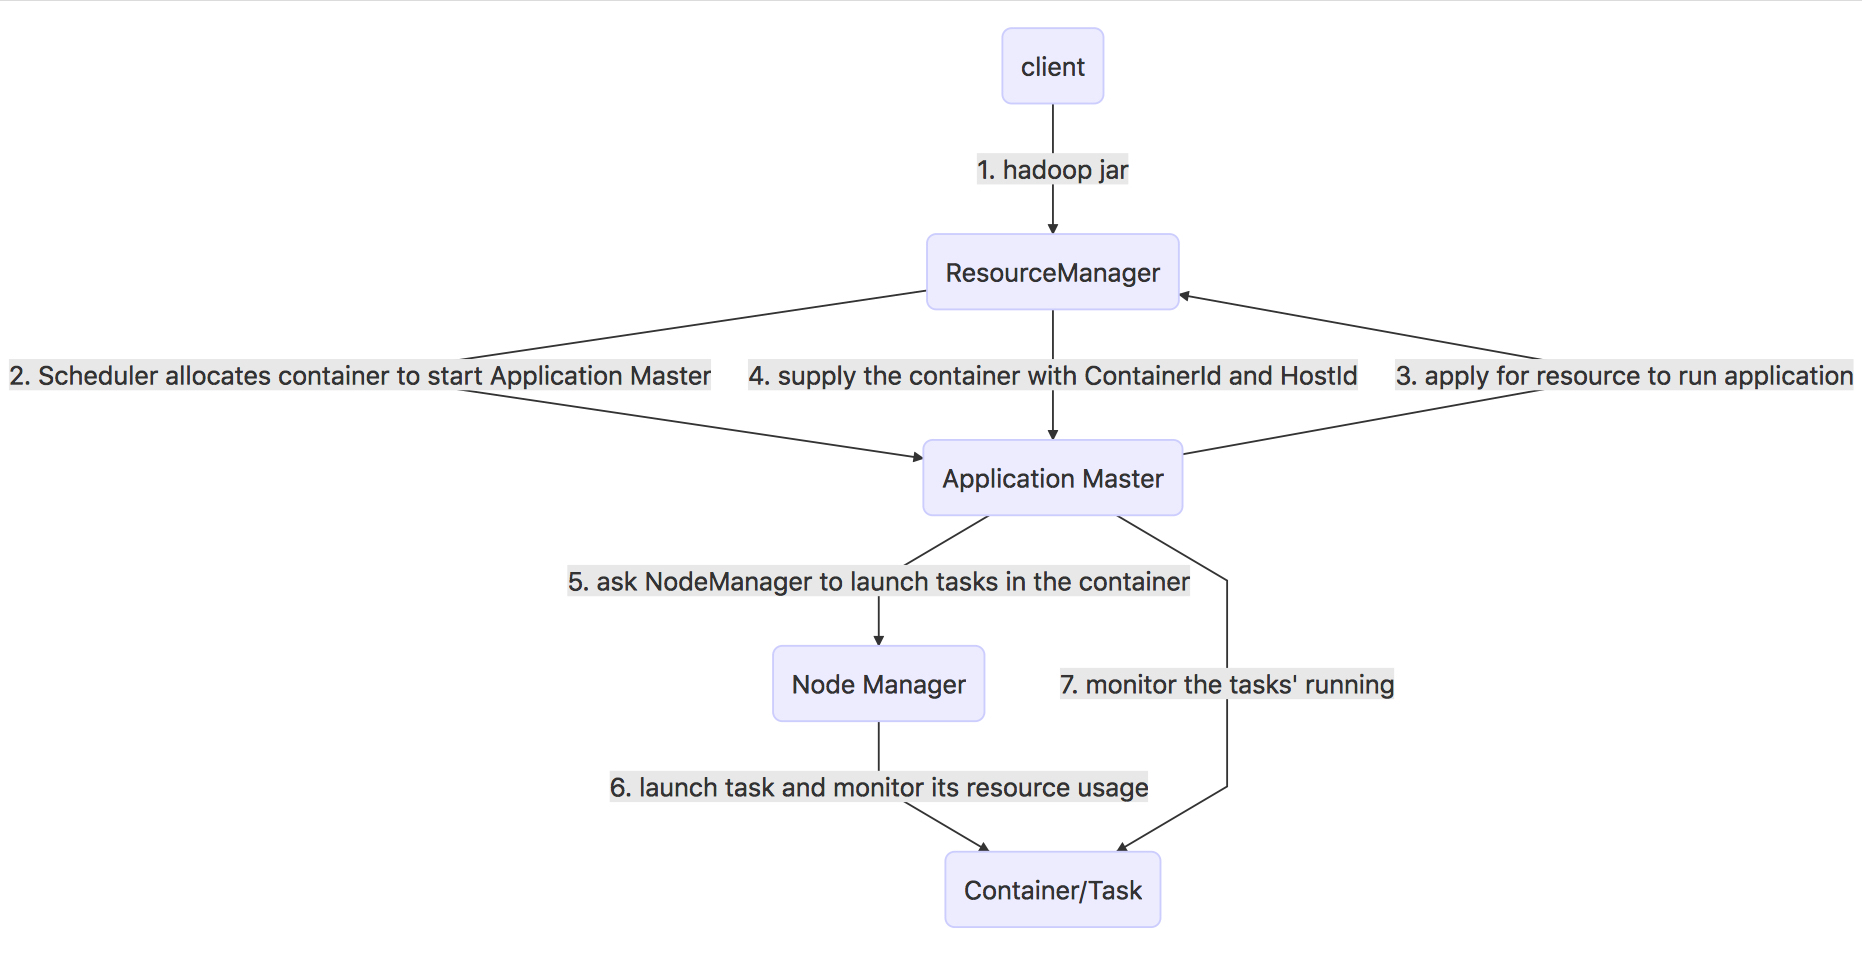 client
1. hadoop jar
ResourceManager
2. Scheduler allocates container to start Application Master
4. supply the container with ContainerId and HostId
3. apply for resource to run application
Application Master
5. ask NodeManager to launch tasks in the container
Node Manager
7. monitor the tasks' running
6. launch task and monitor its resource usage
Container/Task